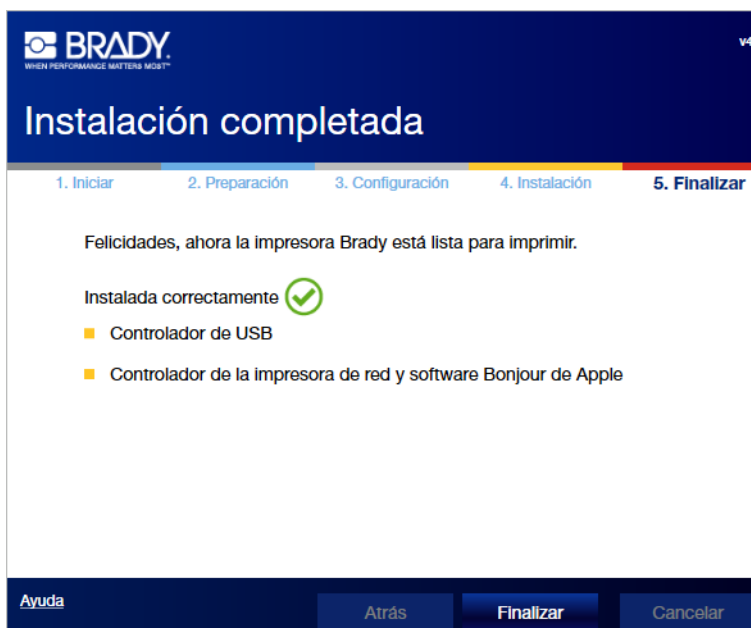 BRADY.
WHEN PERFORMANCE MATTERS MOST™
v4
Instalación completada
1. Iniciar 2. Preparación 3. Configuración 4. Instalación 5. Finalizar
Felicidades, ahora la impresora Brady está lista para imprimir.
Instalada correctamente
Controlador de USB
Controlador de la impresora de red y software Bonjour de Apple
Ayuda Atrás Finalizar Cancelar